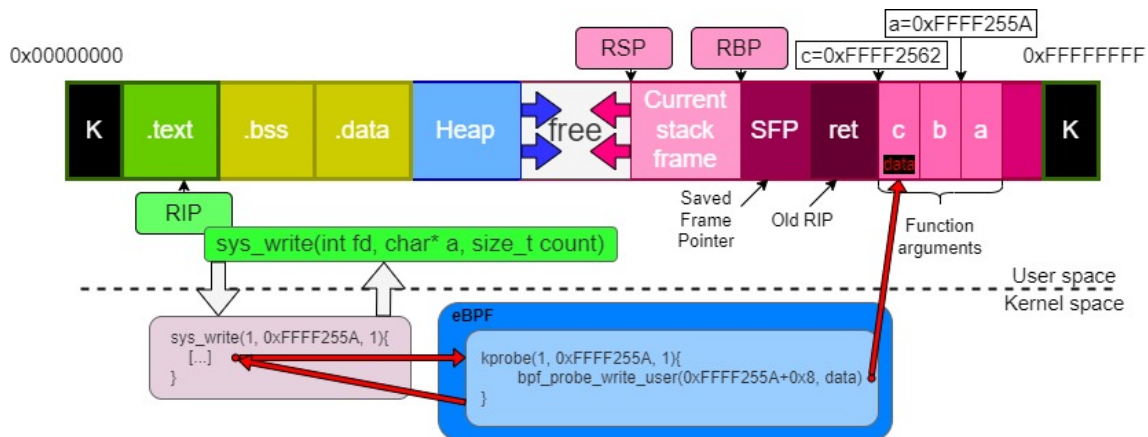 a=0xFFFF255A
RSP
RBP
c=0xFFFF2562
0x00000000
0xFFFFFFFF
K
.text
.bss
.data
Heap
free
Current
stack
frame
SFP
ret
c
b
a
K
data
RIP
Saved
Frame
Pointer
Old RIP
Function
arguments
sys_write(int fd, char* a, size_t count)
User space
Kernel space
eBPF
sys_write(1, 0xFFFF255A, 1){
[...]
}
kprobe(1, 0xFFFF255A, 1){
bpf_probe_write_user(0xFFFF255A+0x8, data)
}